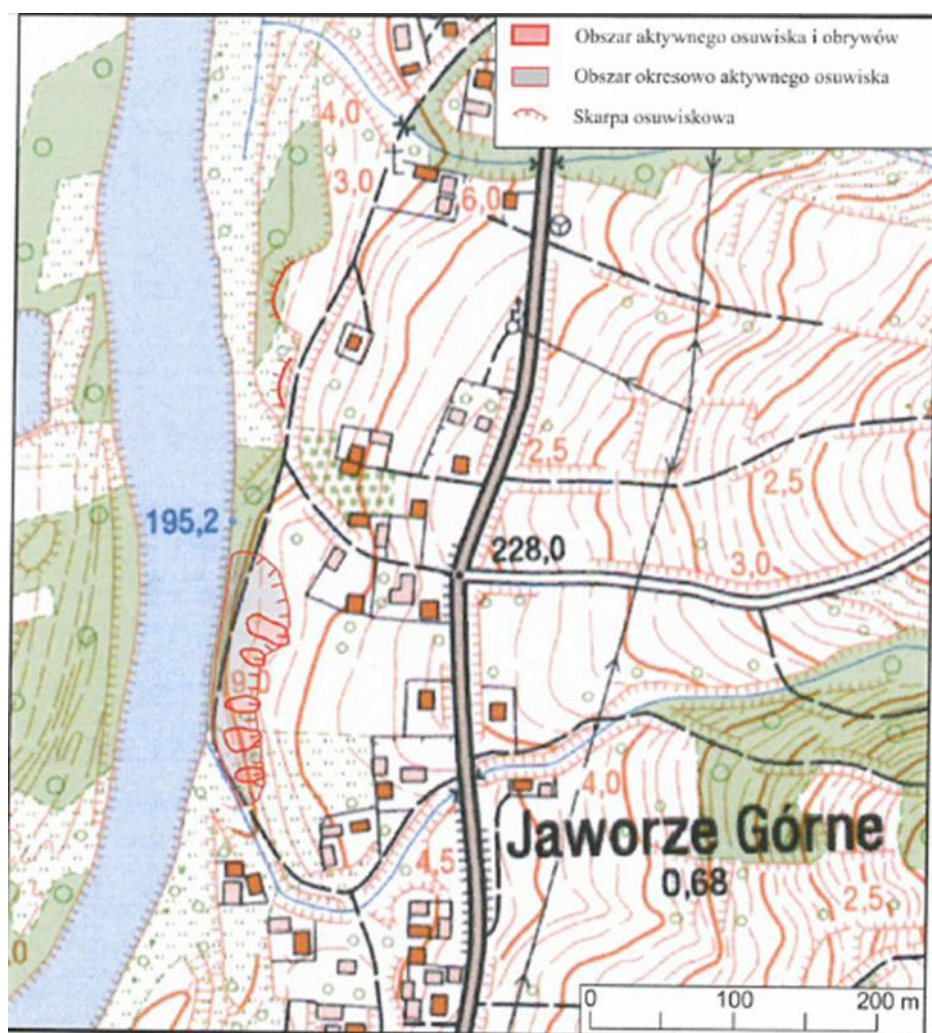 Obszar aktywnego osuwiska i obrywów
Obszar okresowo aktywnego osuwiska
Skarpa osuwiskowa
4,0
3,0
6,0
2,5
2,5
195,2
228,0
3,0
4,0
Jaworze Górne
0,68
4,5
2,5
0
0 100 200 m